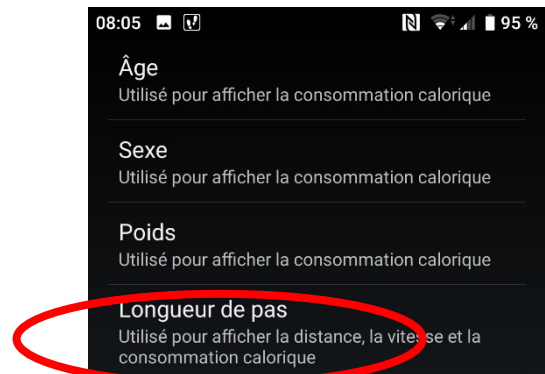 08:05 95 %
Âge
Utilisé pour afficher la consommation calorique
Sexe
Utilisé pour afficher la consommation calorique
Poids
Utilisé pour afficher la consommation calorique
Longueur de pas
Utilisé pour afficher la distance, la vitesse et la
consommation calorique